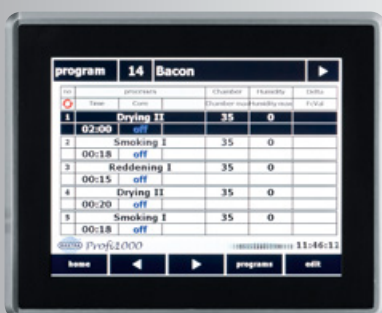 program 14 Bacon
no processes Chamber Humidity Delta
Time Core Chamber max Humidity max FcVal
1 Drying II 35 0
02:00 off
2 Smoking I 35 0
00:18 off
3 Reddening I 35 0
00:15 off
4 Drying II 35 0
00:20 off
5 Smoking I 35 0
00:18 off
Profi2000 11:46:12
home programs edit